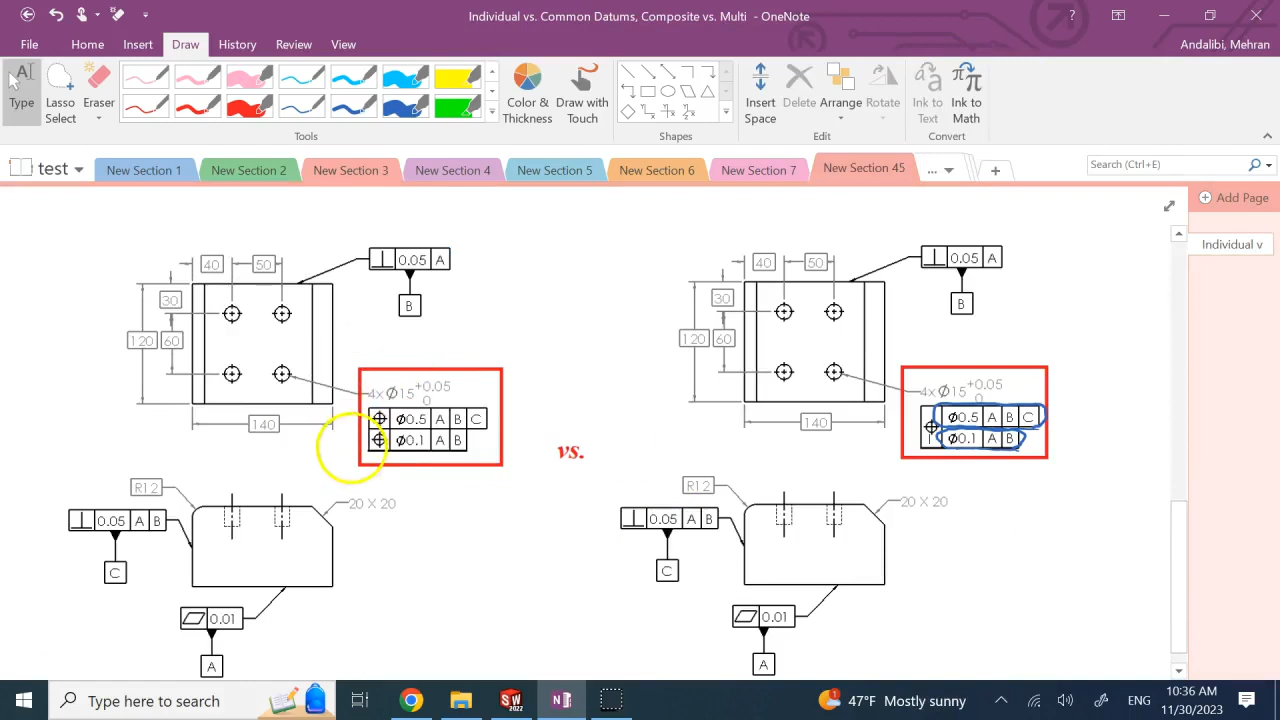 Individual vs. Common Datums, Composite vs. Multi - OneNote
?
File Home Insert Draw History Review View
Andalibi, Mehran
Type Lasso Select Eraser
Color & Thickness Draw with Touch
Insert Space Delete Arrange Rotate
Ink to Text Ink to Math
Tools Shapes Edit Convert
test New Section 1 New Section 2 New Section 3 New Section 4 New Section 5 New Section 6 New Section 7 New Section 45 ...
Search (Ctrl+E)
Add Page
Individual v
40 50
⊥ 0.05 A
B
30
120 60
4x Ø15 +0.05 0
Ø0.5 A B C
Ø0.1 A B
140
R12
20 X 20
⊥ 0.05 A B
C
0.01
A
vs.
40 50
⊥ 0.05 A
B
30
120 60
4x Ø15 +0.05 0
Ø0.5 A B C
Ø0.1 A B
140
R12
20 X 20
⊥ 0.05 A B
C
0.01
A
Type here to search
SW 2022
N
1
47°F Mostly sunny
ENG
10:36 AM
11/30/2023